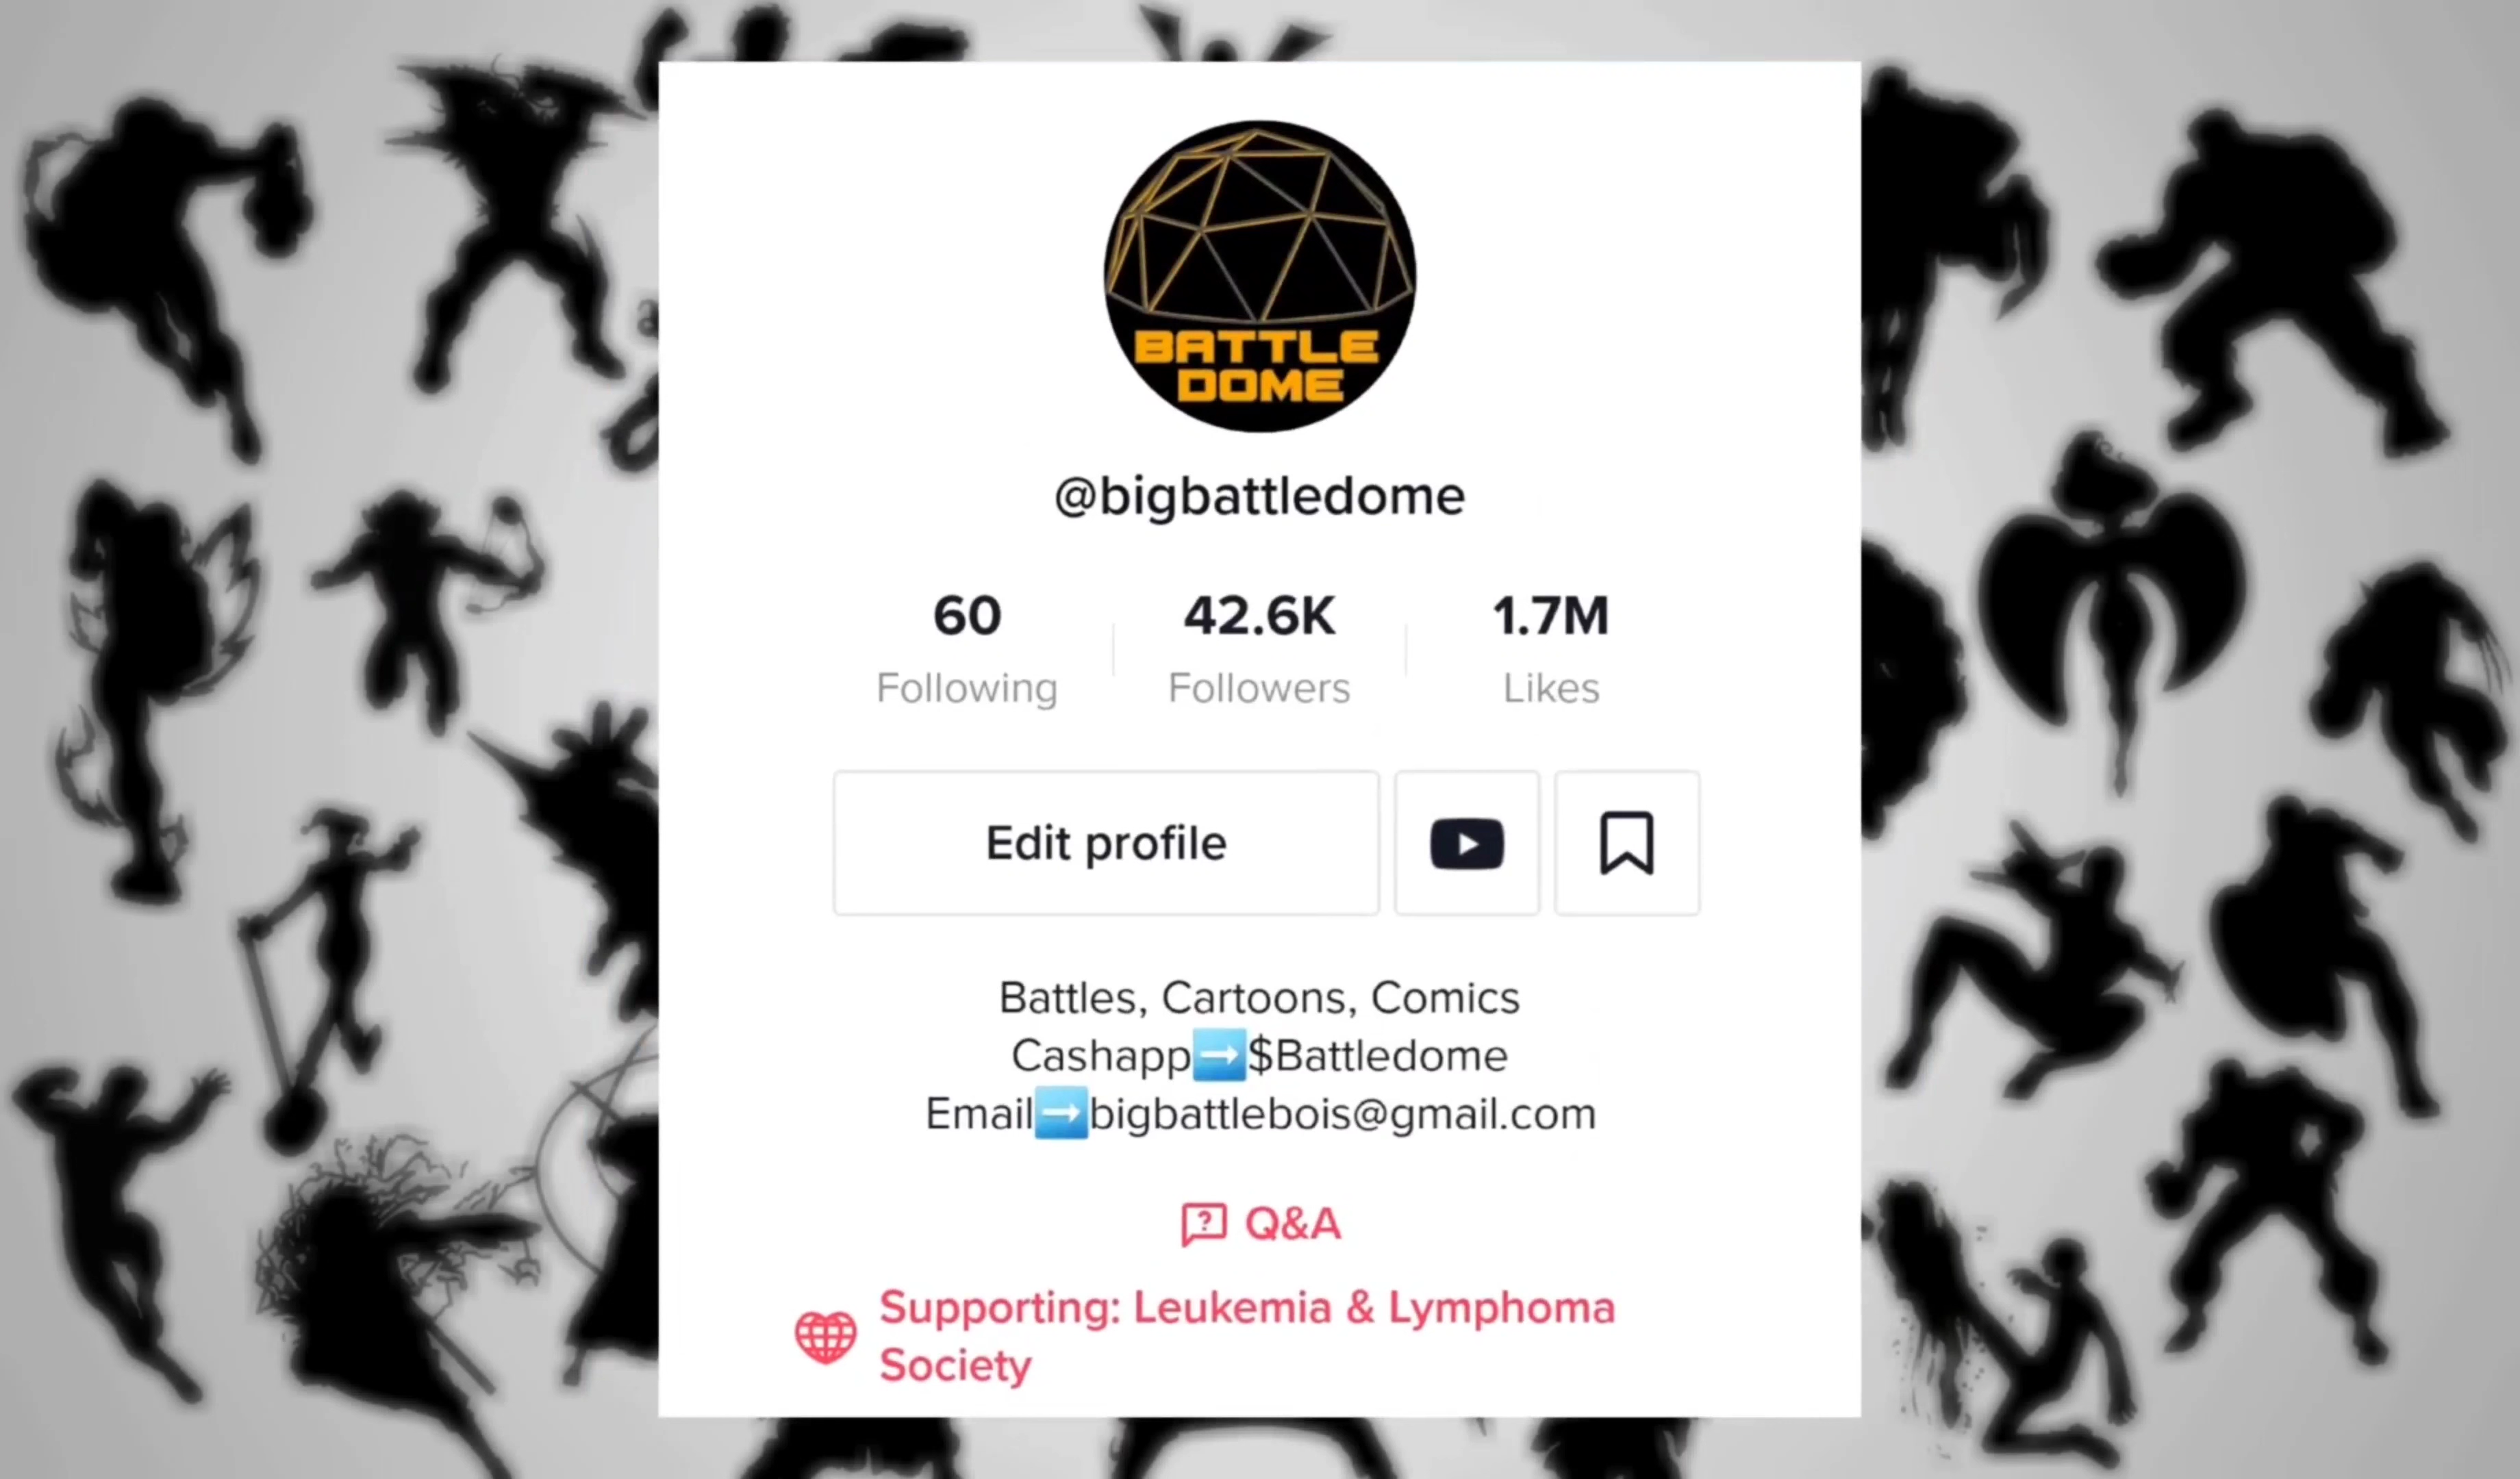 BATTLE
DOME
@bigbattledome
60 42.6K 1.7M
Following Followers Likes
Edit profile
Battles, Cartoons, Comics
Cashapp➡️$Battledome
Email➡️bigbattlebois@gmail.com
Q&A
Supporting: Leukemia & Lymphoma
Society